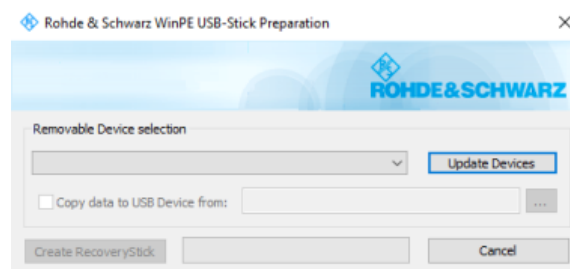 Rohde & Schwarz WinPE USB-Stick Preparation
ROHDE&SCHWARZ
Removable Device selection
Update Devices
Copy data to USB Device from:
...
Create RecoveryStick
Cancel